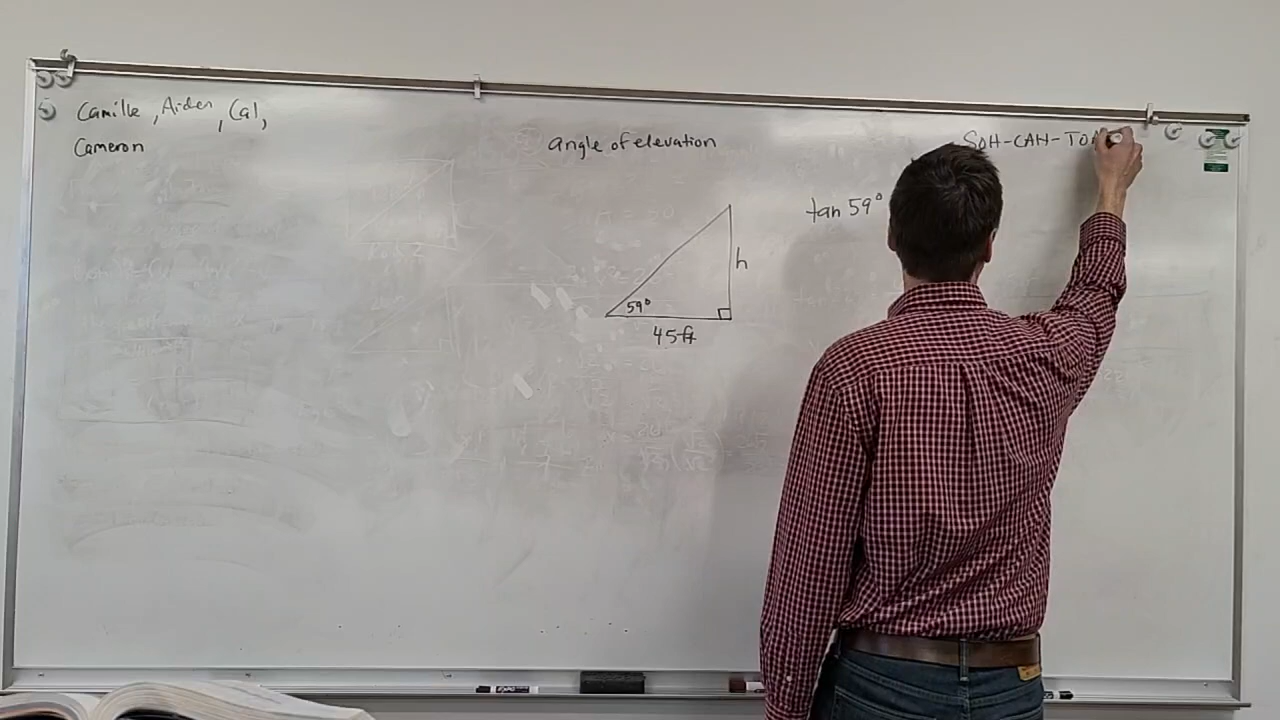 Camille, Aiden, Cal,
Cameron
Angle of elevation
SOH-CAH-TOA
tan 59°
h
59°
45ft